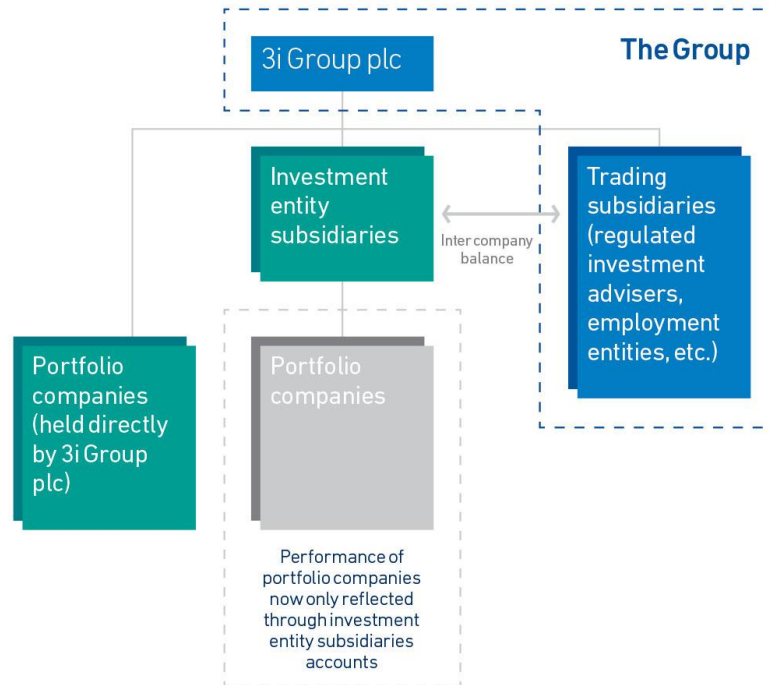 3i Group plc
The Group
Investment
entity
subsidiaries
Inter company
balance
Trading
subsidiaries
(regulated
investment
advisers,
employment
entities, etc.)
Portfolio
companies
(held directly
by 3i Group
plc)
Portfolio
companies
Performance of
portfolio companies
now only reflected
through investment
entity subsidiaries
accounts